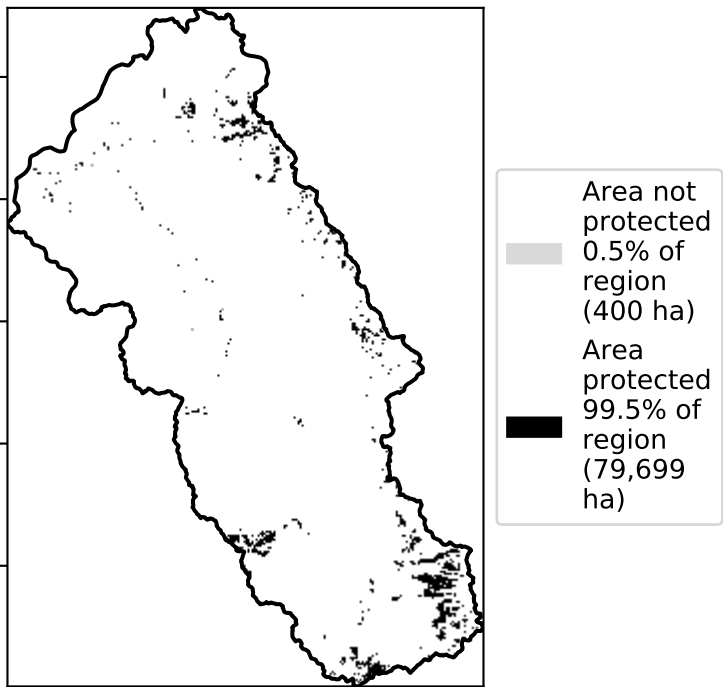 Area not
protected
0.5% of
region
(400 ha)
Area
protected
99.5% of
region
(79,699
ha)